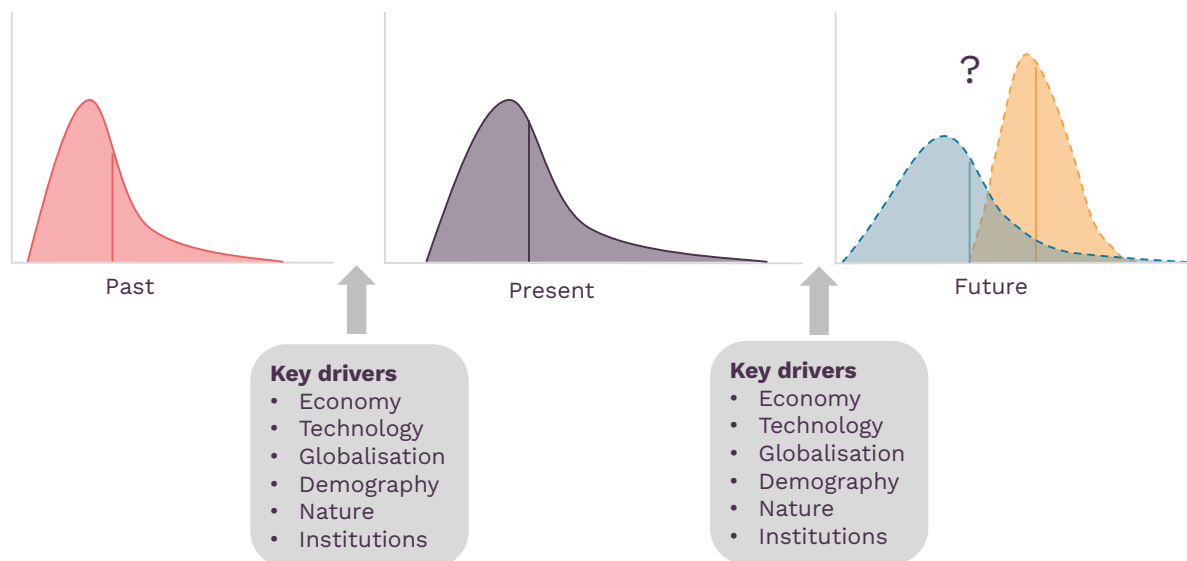 ?
Past
Present
Future
Key drivers
• Economy
• Technology
• Globalisation
• Demography
• Nature
• Institutions
Key drivers
• Economy
• Technology
• Globalisation
• Demography
• Nature
• Institutions